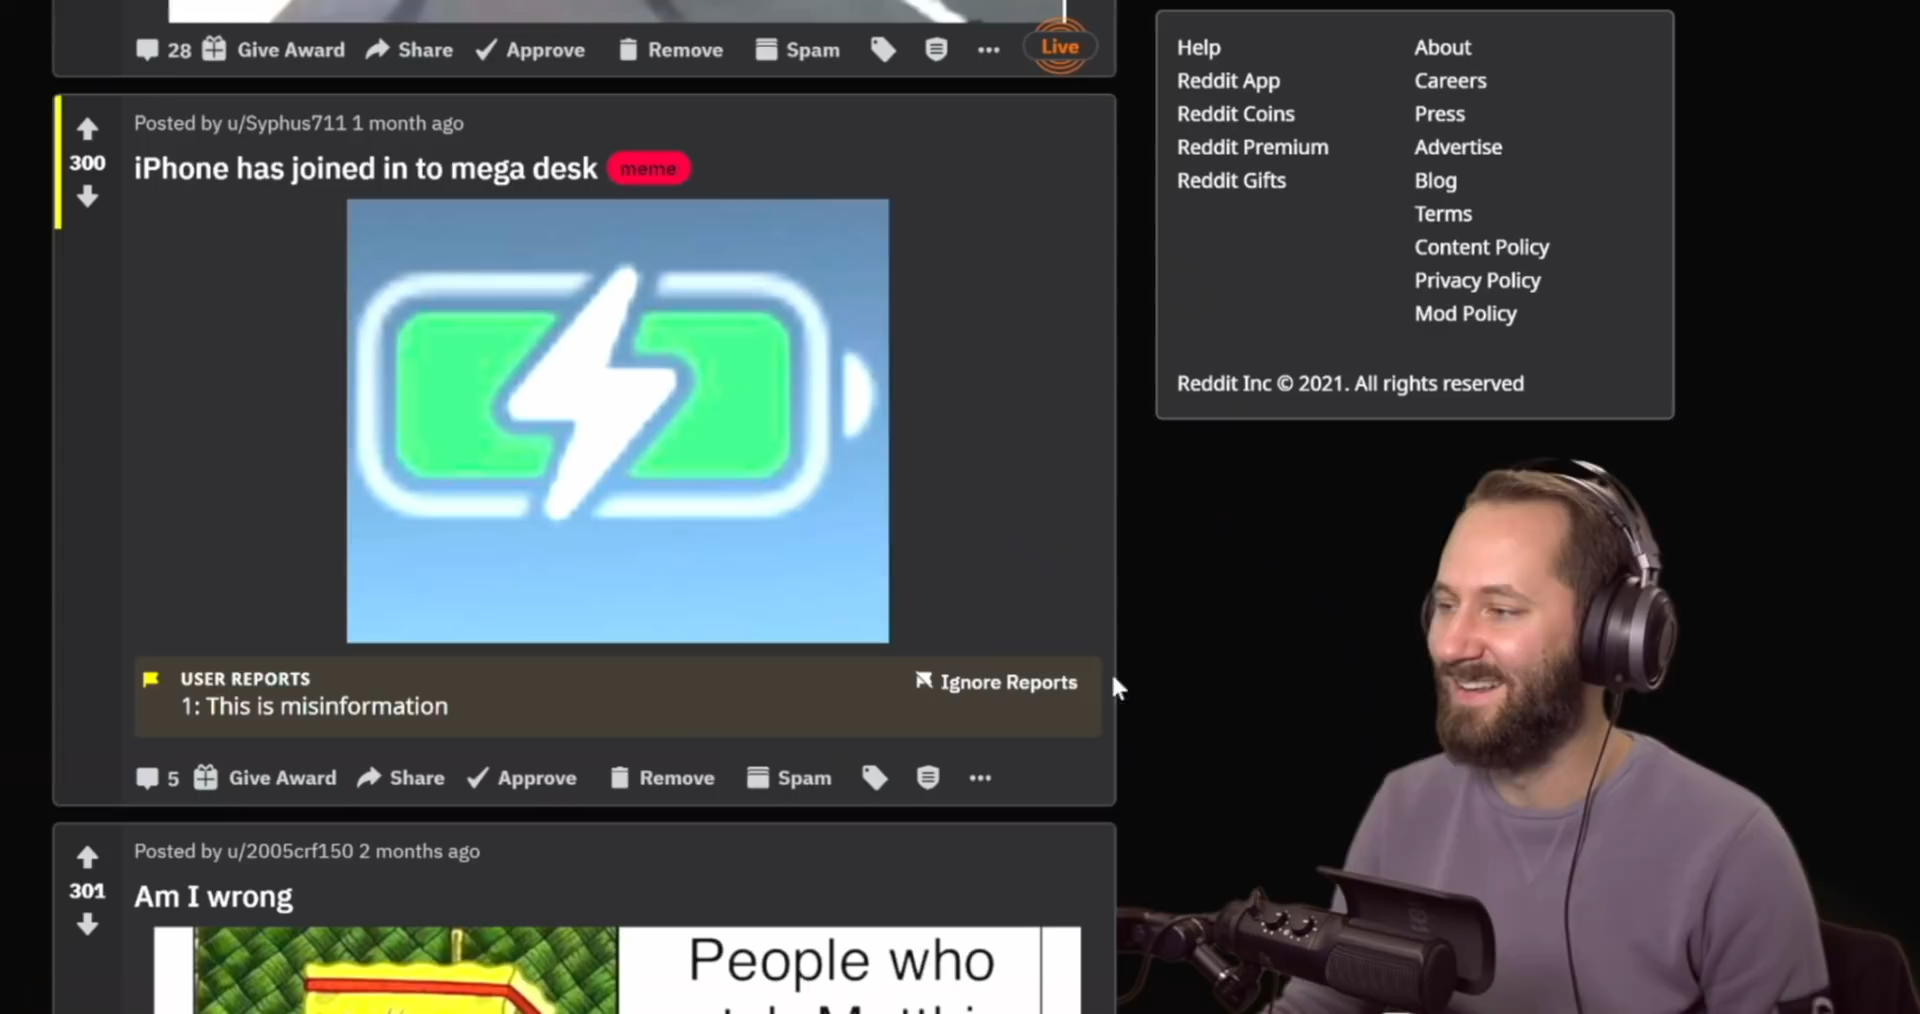 28 Give Award Share Approve Remove Spam Live
Posted by u/Syphus711 1 month ago
300
iPhone has joined in to mega desk meme
USER REPORTS
1: This is misinformation
Ignore Reports
5 Give Award Share Approve Remove Spam
Posted by u/2005crf150 2 months ago
301
Am I wrong
People who
Help
Reddit App
Reddit Coins
Reddit Premium
Reddit Gifts
About
Careers
Press
Advertise
Blog
Terms
Content Policy
Privacy Policy
Mod Policy
Reddit Inc © 2021. All rights reserved